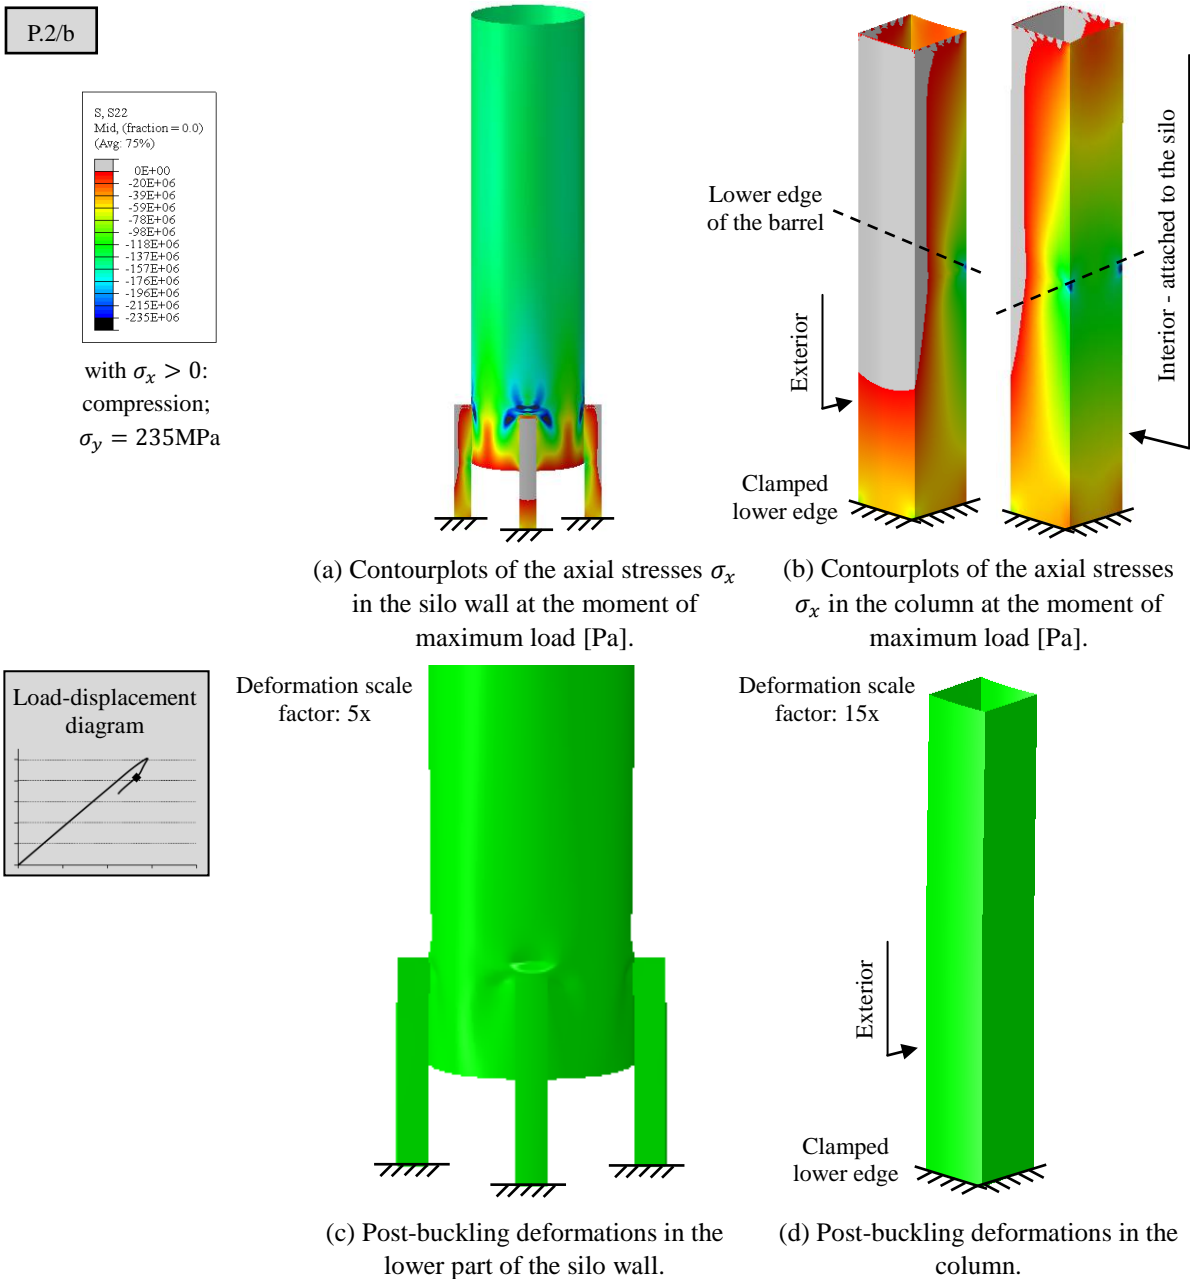 P.2/b
S, S22
Mid, (fraction = 0.0)
(Avg: 75%)
0E+00
-20E+06
-39E+06
-59E+06
-78E+06
-98E+06
-118E+06
-137E+06
-157E+06
-176E+06
-196E+06
-215E+06
-235E+06
with σₓ > 0:
compression;
σ_y = 235MPa
Lower edge
of the barrel
Exterior
Clamped
lower edge
Interior - attached to the silo
(a) Contourplots of the axial stresses σₓ
in the silo wall at the moment of
maximum load [Pa].
(b) Contourplots of the axial stresses
σₓ in the column at the moment of
maximum load [Pa].
Load-displacement
diagram
Deformation scale
factor: 5x
Deformation scale
factor: 15x
Exterior
Clamped
lower edge
(c) Post-buckling deformations in the
lower part of the silo wall.
(d) Post-buckling deformations in the
column.